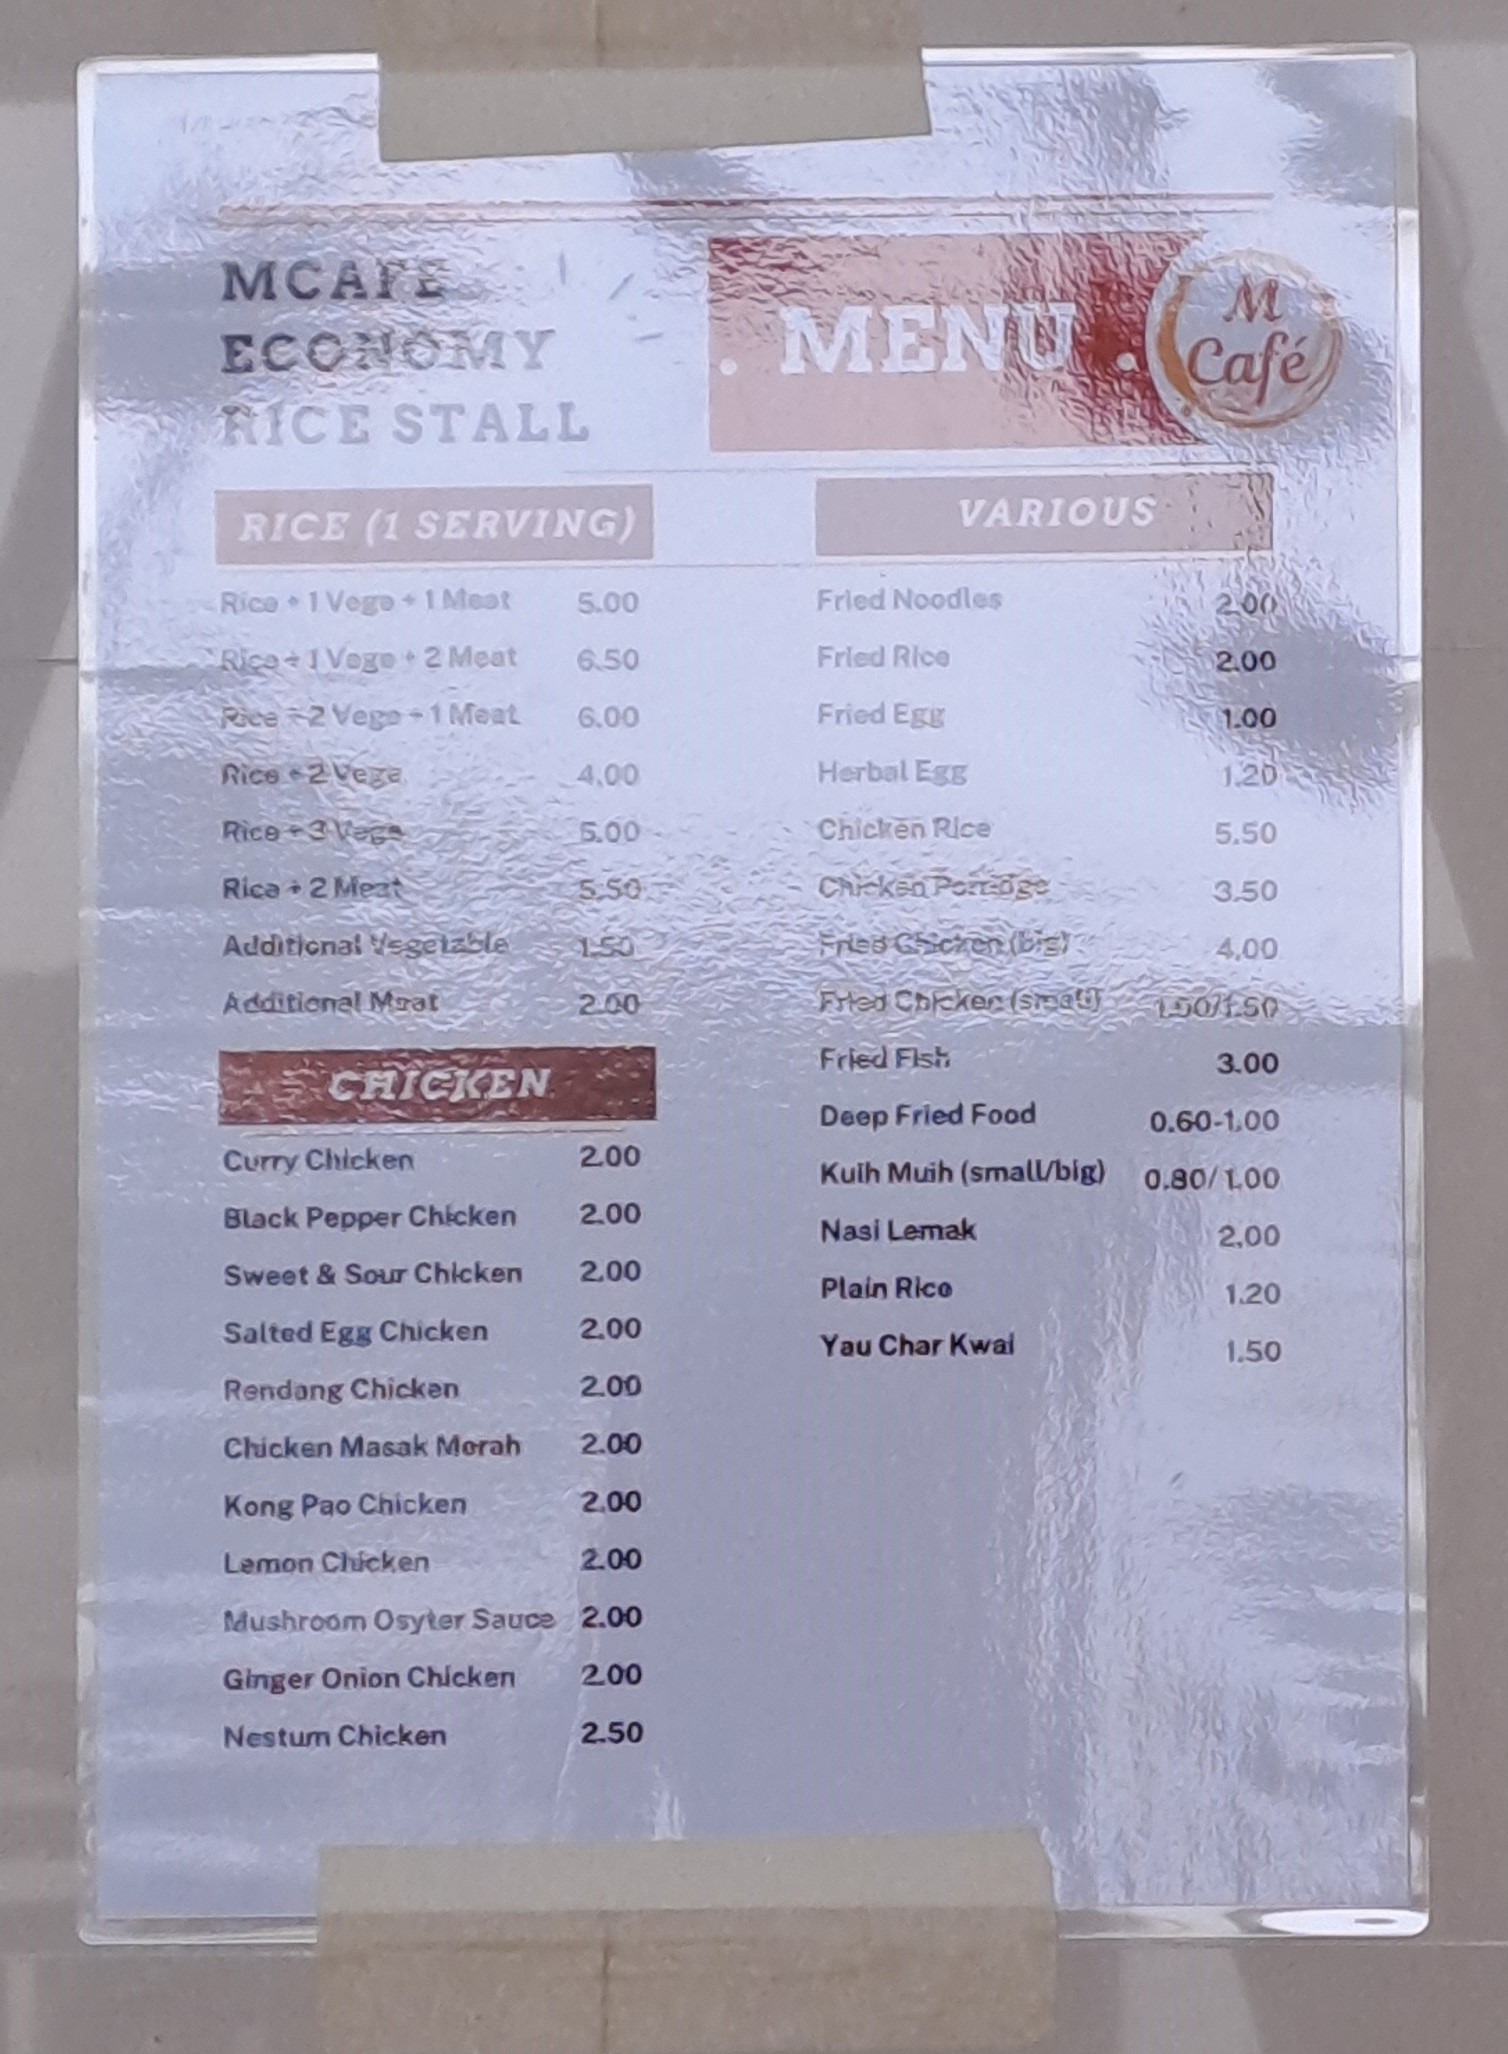 MCAFE
ECONOMY
RICE STALL
. MENU .
M
Café
RICE (1 SERVING)
Rice + 1 Vege + 1 Meat 5.00
Rice + 1 Vege + 2 Meat 6.50
Rice + 2 Vege + 1 Meat 6.00
Rice + 2 Vege 4.00
Rice + 3 Vege 5.00
Rice + 2 Meat 5.50
Additional Vegetable 1.50
Additional Meat 2.00
CHICKEN
Curry Chicken 2.00
Black Pepper Chicken 2.00
Sweet & Sour Chicken 2.00
Salted Egg Chicken 2.00
Rendang Chicken 2.00
Chicken Masak Merah 2.00
Kong Pao Chicken 2.00
Lemon Chicken 2.00
Mushroom Osyter Sauce 2.00
Ginger Onion Chicken 2.00
Nestum Chicken 2.50
VARIOUS
Fried Noodles 2.00
Fried Rice 2.00
Fried Egg 1.00
Herbal Egg 1.20
Chicken Rice 5.50
Chicken Porridge 3.50
Fried Chicken (big) 4.00
Fried Chicken (small)
Fried Fish 3.00
Deep Fried Food 0.60-1.00
Kuih Muih (small/big) 0.80/1.00
Nasi Lemak 2.00
Plain Rice 1.20
Yau Char Kwai 1.50